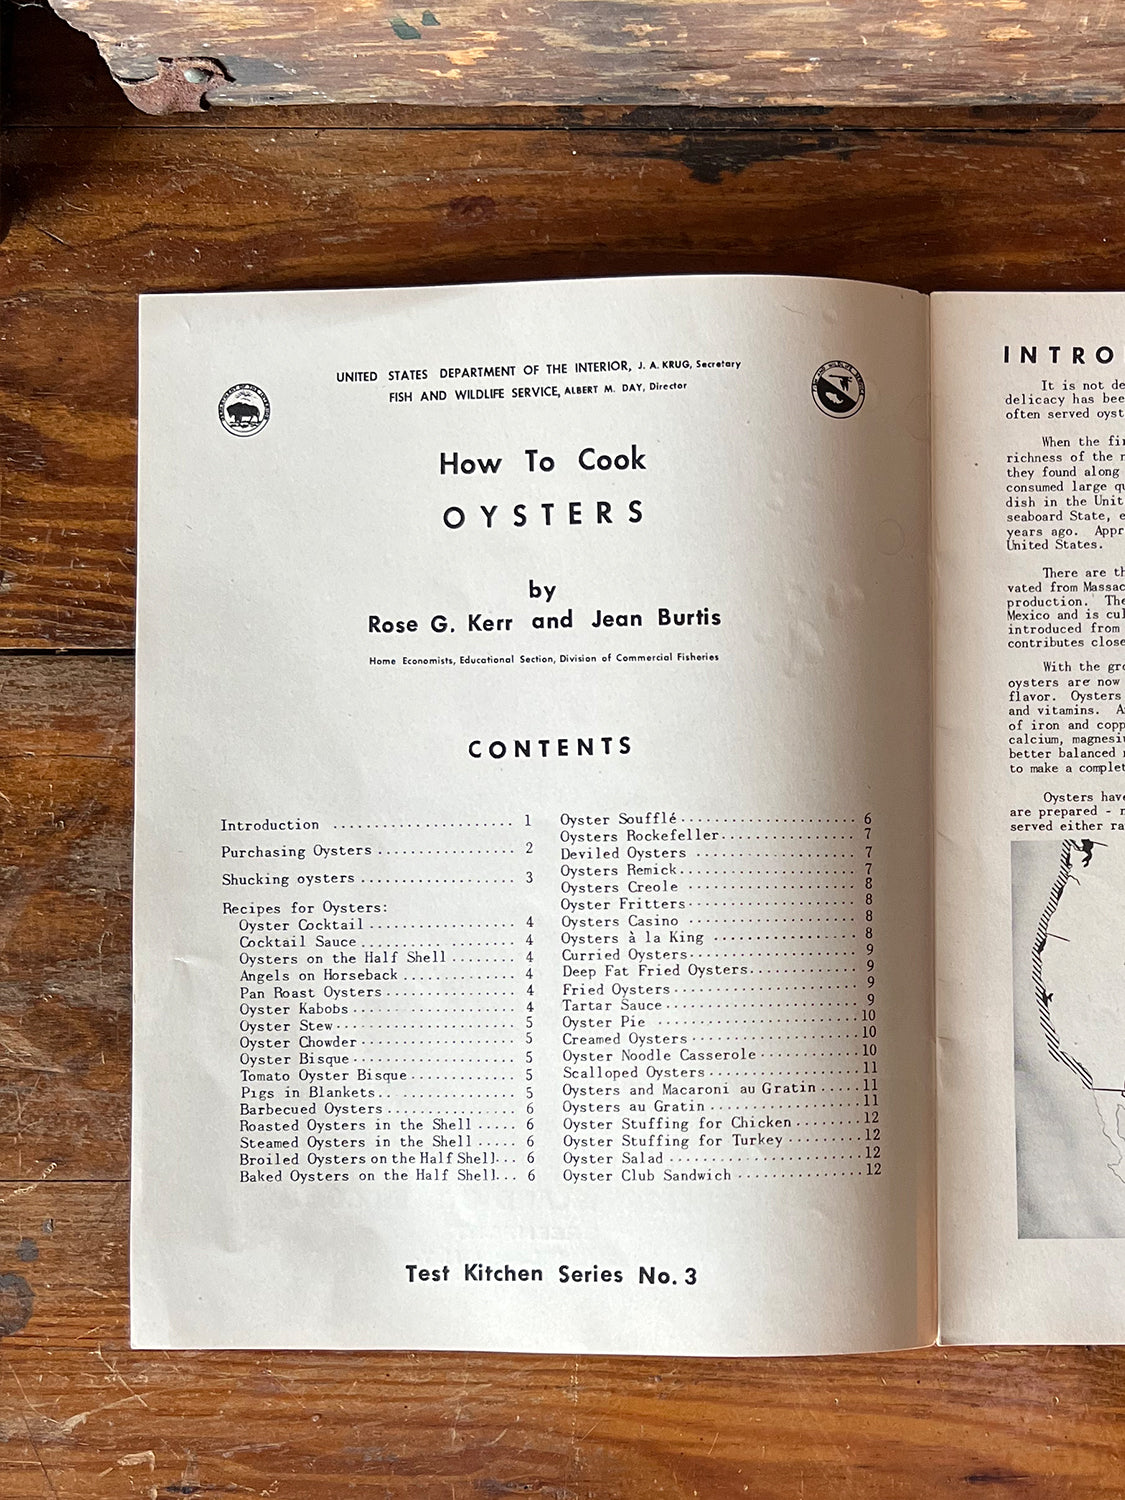 UNITED STATES DEPARTMENT OF THE INTERIOR, J. A. KRUG, Secretary
FISH AND WILDLIFE SERVICE, ALBERT M. DAY, Director
How To Cook
OYSTERS
by
Rose G. Kerr and Jean Burtis
Home Economists, Educational Section, Division of Commercial Fisheries
CONTENTS
Introduction .................... 1
Purchasing Oysters ............... 2
Shucking oysters ................. 3
Recipes for Oysters:
Oyster Cocktail ................ 4
Cocktail Sauce ......... ........ 4
Oysters on the Half Shell ........ 4
Angels on Horseback ............. 4
Pan Roast Oysters ............... 4
Oyster Kabobs .................. 4
Oyster Stew .................... 5
Oyster Chowder ................. 5
Oyster Bisque .................. 5
Tomato Oyster Bisque ............ 5
Pigs in Blankets.. .............. 5
Barbecued Oysters ............... 6
Roasted Oysters in the Shell ..... 6
Steamed Oysters in the Shell ..... 6
Broiled Oysters on the Half Shell... 6
Baked Oysters on the Half Shell... 6
Oyster Soufflé .................... 6
Oysters Rockefeller ............... 7
Deviled Oysters .................. 7
Oysters Remick .................... 7
Oysters Creole ................... 8
Oyster Fritters ................... 8
Oysters Casino ................... 8
Oysters à la King ................ 8
Curried Oysters ................... 9
Deep Fat Fried Oysters ............ 9
Fried Oysters .................... 9
Tartar Sauce ..................... 9
Oyster Pie ....................... 10
Creamed Oysters ................... 10
Oyster Noodle Casserole ........... 10
Scalloped Oysters ................. 11
Oysters and Macaroni au Gratin ..... 11
Oysters au Gratin ................. 11
Oyster Stuffing for Chicken ........ 12
Oyster Stuffing for Turkey ......... 12
Oyster Salad ...................... 12
Oyster Club Sandwich .............. 12
Test Kitchen Series No. 3
INTRO
It is not de
delicacy has bee
often served oyst
When the fir
richness of the
they found along
consumed large qu
dish in the Unit
seaboard State, e
years ago. Appr
United States.
There are th
vated from Massac
production. The
Mexico and is cul
introduced from
contributes close
With the gro
oysters are now
flavor. Oysters
and vitamins. A
of iron and copp
calcium, magnesiu
better balanced
to make a complet
Oysters have
are prepared -
served either ra